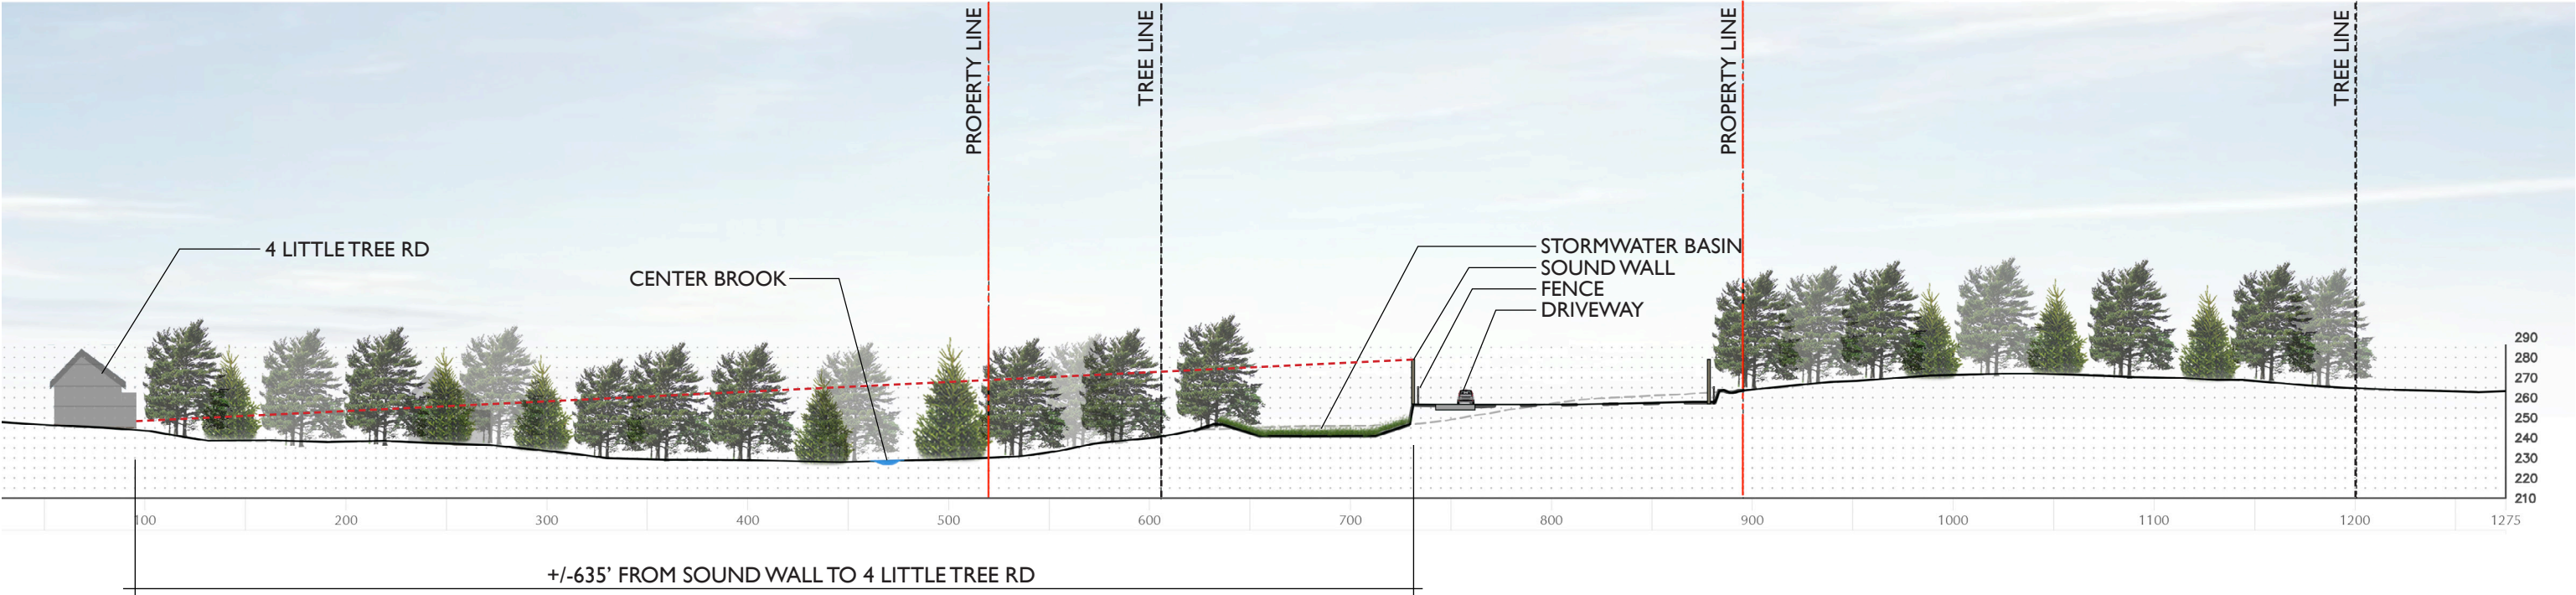 PROPERTY LINE
TREE LINE
PROPERTY LINE
TREE LINE
4 LITTLE TREE RD
CENTER BROOK
STORMWATER BASIN
SOUND WALL
FENCE
DRIVEWAY
290
280
270
260
250
240
230
220
210
100 200 300 400 500 600 700 800 900 1000 1100 1200 1275
+/-635’ FROM SOUND WALL TO 4 LITTLE TREE RD